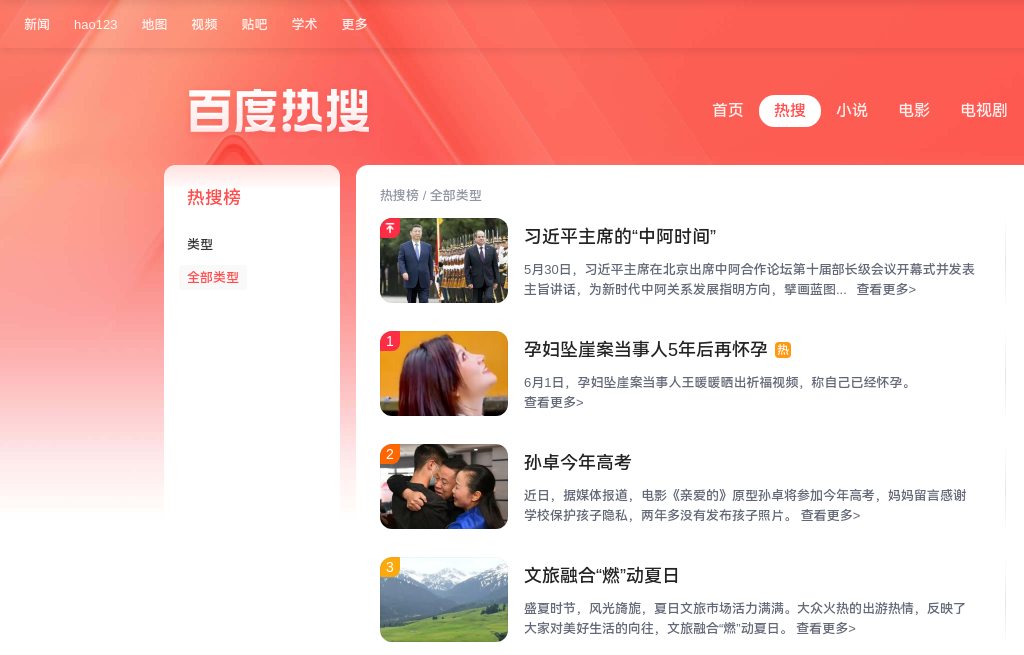 新闻 hao123 地图 视频 贴吧 学术 更多
百度热搜
首页 热搜 小说 电影 电视剧
热搜榜
类型
全部类型
热搜榜 / 全部类型
习近平主席的“中阿时间”
5月30日，习近平主席在北京出席中阿合作论坛第十届部长级会议开幕式并发表
主旨讲话，为新时代中阿关系发展指明方向，擘画蓝图... 查看更多>
1
孕妇坠崖案当事人5年后再怀孕 热
6月1日，孕妇坠崖案当事人王暖暖晒出祈福视频，称自己已经怀孕。
查看更多>
2
孙卓今年高考
近日，据媒体报道，电影《亲爱的》原型孙卓将参加今年高考，妈妈留言感谢
学校保护孩子隐私，两年多没有发布孩子照片。 查看更多>
3
文旅融合“燃”动夏日
盛夏时节，风光旖旎，夏日文旅市场活力满满。大众火热的出游热情，反映了
大家对美好生活的向往，文旅融合“燃”动夏日。 查看更多>